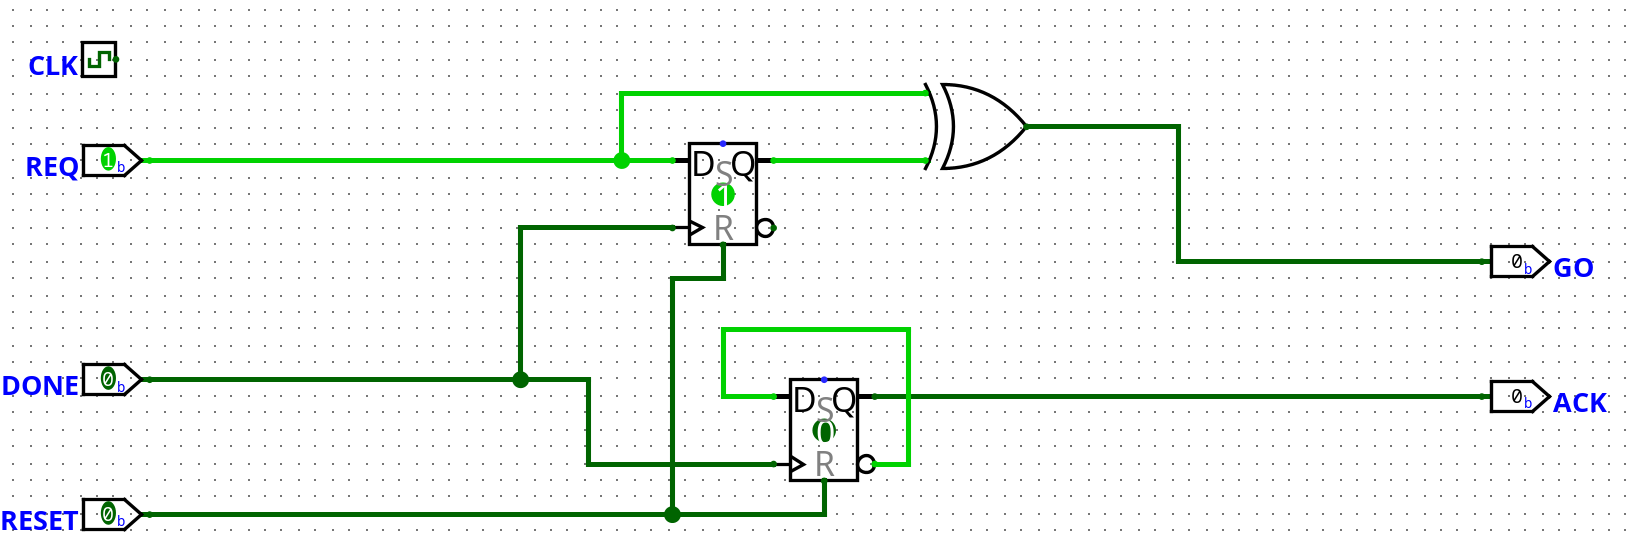 CLK
REQ 1b
D Q
S
1
R
0b GO
DONE 0b
D Q
S
0
R
0b ACK
RESET 0b